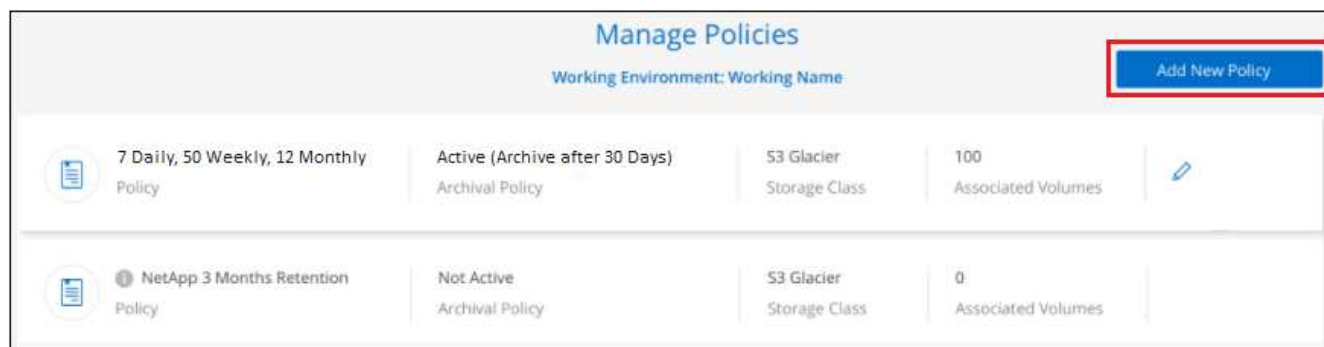 Manage Policies
Working Environment: Working Name
Add New Policy
7 Daily, 50 Weekly, 12 Monthly
Policy
Active (Archive after 30 Days)
Archival Policy
S3 Glacier
Storage Class
100
Associated Volumes
NetApp 3 Months Retention
Policy
Not Active
Archival Policy
S3 Glacier
Storage Class
0
Associated Volumes